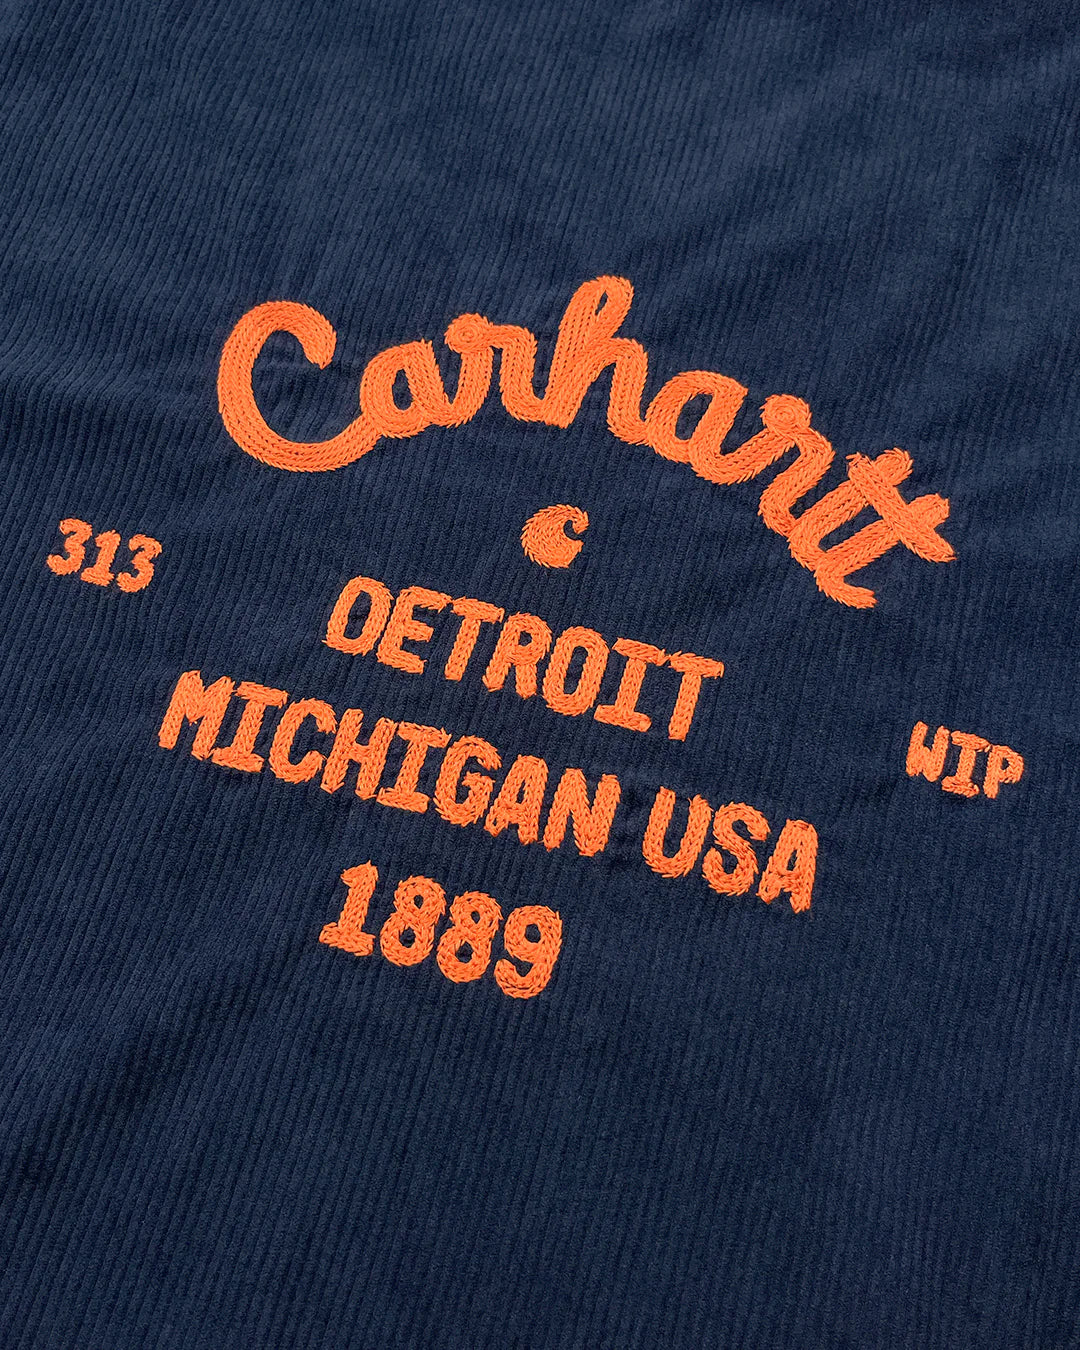 Carhartt
313
DETROIT
MICHIGAN USA
WIP
1889